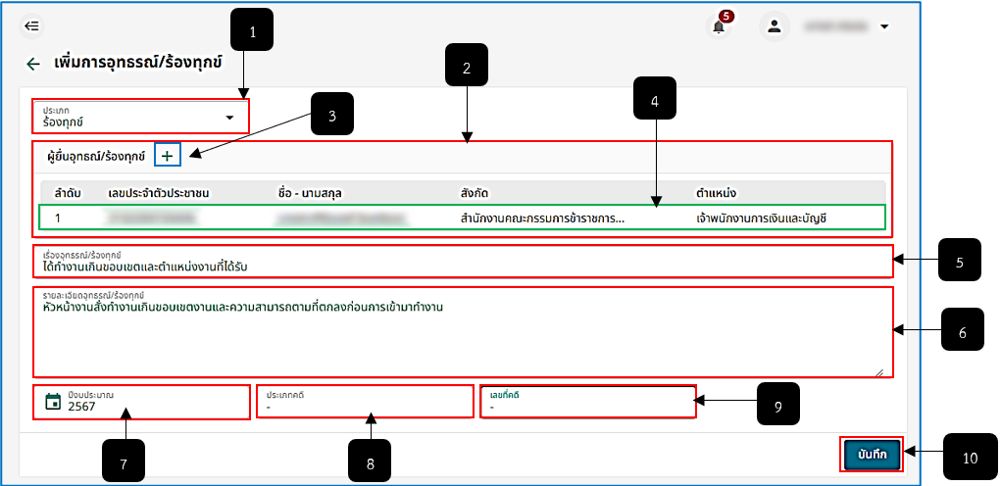 5
1
เพิ่มการอุทธรณ์/ร้องทุกข์
2
4
3
ประเภท
ร้องทุกข์
ผู้ยื่นอุทธรณ์/ร้องทุกข์ +
ลำดับ เลขประจำตัวประชาชน ชื่อ - นามสกุล สังกัด ตำแหน่ง
1 สำนักงานคณะกรรมการข้าราชการ... เจ้าพนักงานการเงินและบัญชี
เรื่องอุทธรณ์/ร้องทุกข์
ได้ทำงานเกินขอบเขตและตำแหน่งงานที่ได้รับ
5
รายละเอียดอุทธรณ์/ร้องทุกข์
หัวหน้างานสั่งทำงานเกินขอบเขตงานและความสามารถตามที่ตกลงก่อนการเข้ามาทำงาน
6
ปีงบประมาณ ประเภทคดี เลขที่คดี
2567 - -
9
7
8
บันทึก
10